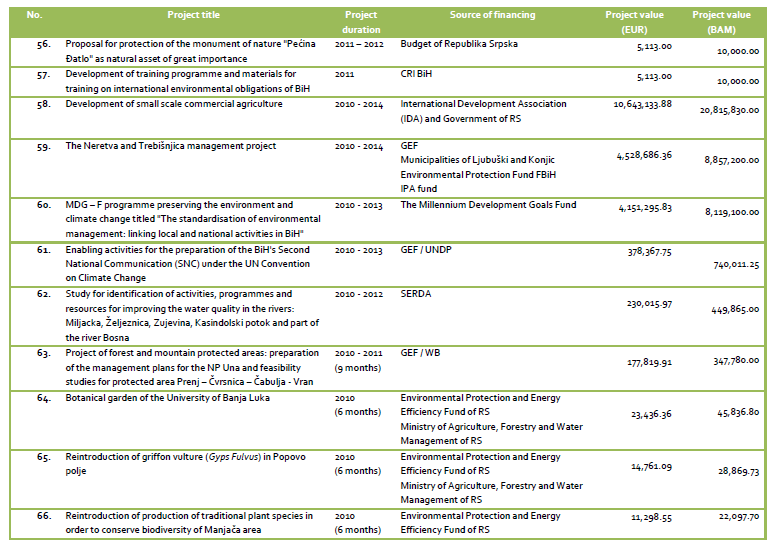 No. Project title Project duration Source of financing Project value (EUR) Project value (BAM)
56. Proposal for protection of the monument of nature "Pećina 2011 – 2012 Budget of Republika Srpska 5,113.00 10,000.00
Đatlo" as natural asset of great importance
57. Development of training programme and materials for 2011 CRI BiH 5,113.00 10,000.00
training on international environmental obligations of BiH
58. Development of small scale commercial agriculture 2010 - 2014 International Development Association 10,643,133.88 20,815,830.00
(IDA) and Government of RS
59. The Neretva and Trebišnjica management project 2010 - 2014 GEF 4,528,686.36 8,857,200.00
Municipalities of Ljubuški and Konjic
Environmental Protection Fund FBiH
IPA fund
60. MDG – F programme preserving the environment and 2010 - 2013 The Millennium Development Goals Fund 4,151,295.83 8,119,100.00
climate change titled "The standardisation of environmental
management: linking local and national activities in BiH"
61. Enabling activities for the preparation of the BiH's Second 2010 - 2013 GEF / UNDP 378,367.75 740,011.25
National Communication (SNC) under the UN Convention
on Climate Change
62. Study for identification of activities, programmes and 2010 - 2012 SERDA 230,015.97 449,865.00
resources for improving the water quality in the rivers:
Miljacka, Željeznica, Zujevina, Kasindolski potok and part of
the river Bosna
63. Project of forest and mountain protected areas: preparation 2010 - 2011 GEF / WB 177,819.91 347,780.00
of the management plans for the NP Una and feasibility (9 months)
studies for protected area Prenj – Čvrsnica – Čabulja - Vran
64. Botanical garden of the University of Banja Luka 2010 Environmental Protection and Energy 23,436.36 45,836.80
(6 months) Efficiency Fund of RS
Ministry of Agriculture, Forestry and Water
Management of RS
65. Reintroduction of griffon vulture (Gyps Fulvus) in Popovo 2010 Environmental Protection and Energy 14,761.09 28,869.73
polje (6 months) Efficiency Fund of RS
Ministry of Agriculture, Forestry and Water
Management of RS
66. Reintroduction of production of traditional plant species in 2010 Environmental Protection and Energy 11,298.55 22,097.70
order to conserve biodiversity of Manjača area (6 months) Efficiency Fund of RS